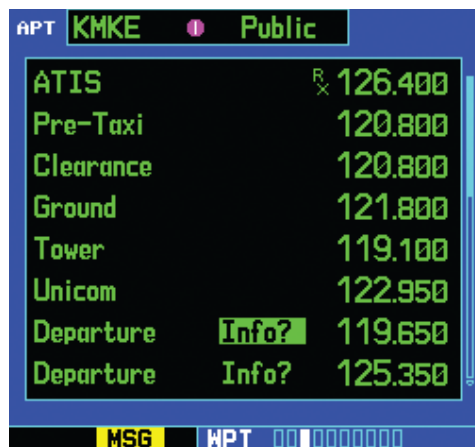 APT KMKE Public
ATIS Rx 126.400
Pre-Taxi 120.800
Clearance 120.800
Ground 121.800
Tower 119.100
Unicom 122.950
Departure Info? 119.650
Departure Info? 125.350
MSG WPT